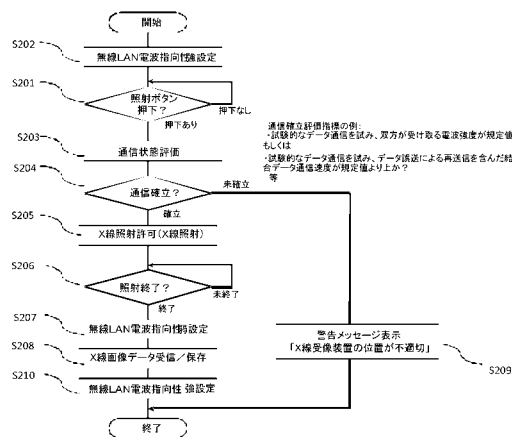 開始
S202
無線LAN電波指向性強設定
S201
照射ボタン
押下？
押下なし
押下あり
S203
通信状態評価
通信確立評価指標の例：
・試験的なデータ通信を試み、双方が受け取る電波強度が規定値
もしくは
・試験的なデータ通信を試み、データ誤送による再送信を含んだ結
合データ通信速度が規定値より上か？
等
S204
通信確立？
未確立
確立
S205
X線照射許可(X線照射)
S206
照射終了？
未終了
終了
S207
無線LAN電波指向性弱設定
S208
X線画像データ受信／保存
警告メッセージ表示
「X線受像装置の位置が不適切」
S209
S210
無線LAN電波指向性 強設定
終了